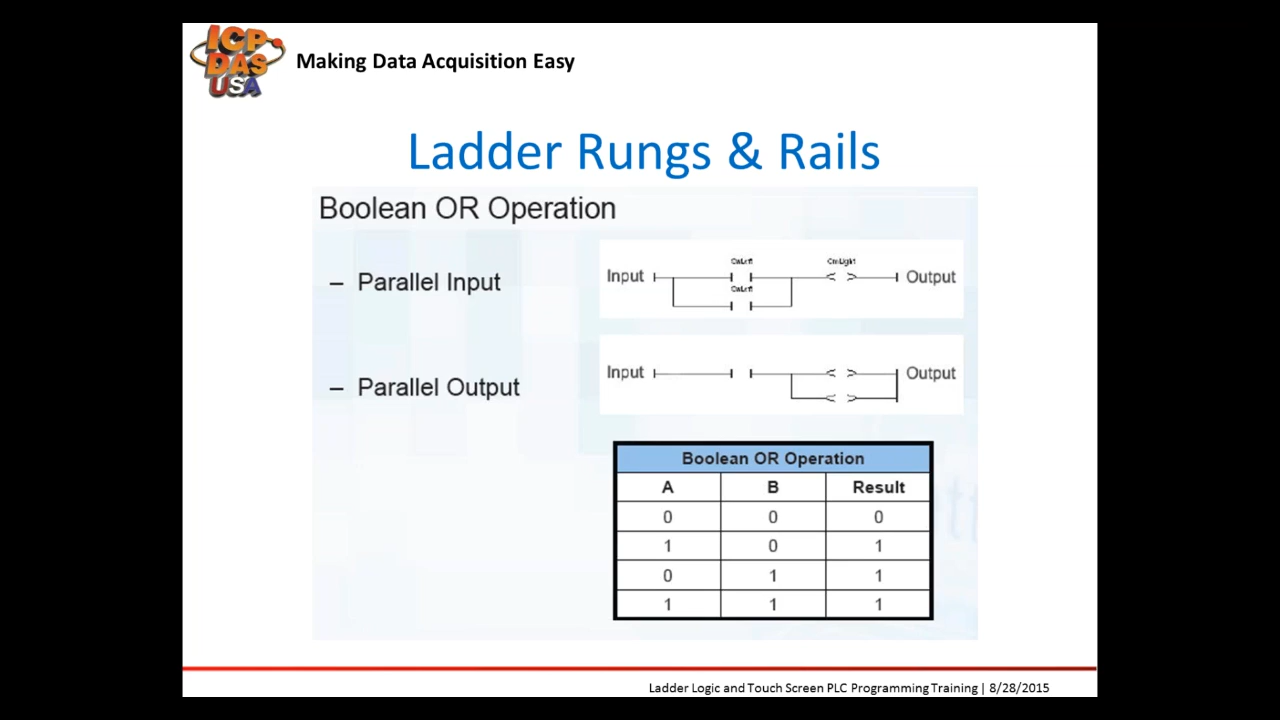 ICP
DAS
USA
Making Data Acquisition Easy
Ladder Rungs & Rails
Boolean OR Operation
– Parallel Input
Input
Output
– Parallel Output
Input
Output
Boolean OR Operation
A B Result
0 0 0
1 0 1
0 1 1
1 1 1
Ladder Logic and Touch Screen PLC Programming Training | 8/28/2015